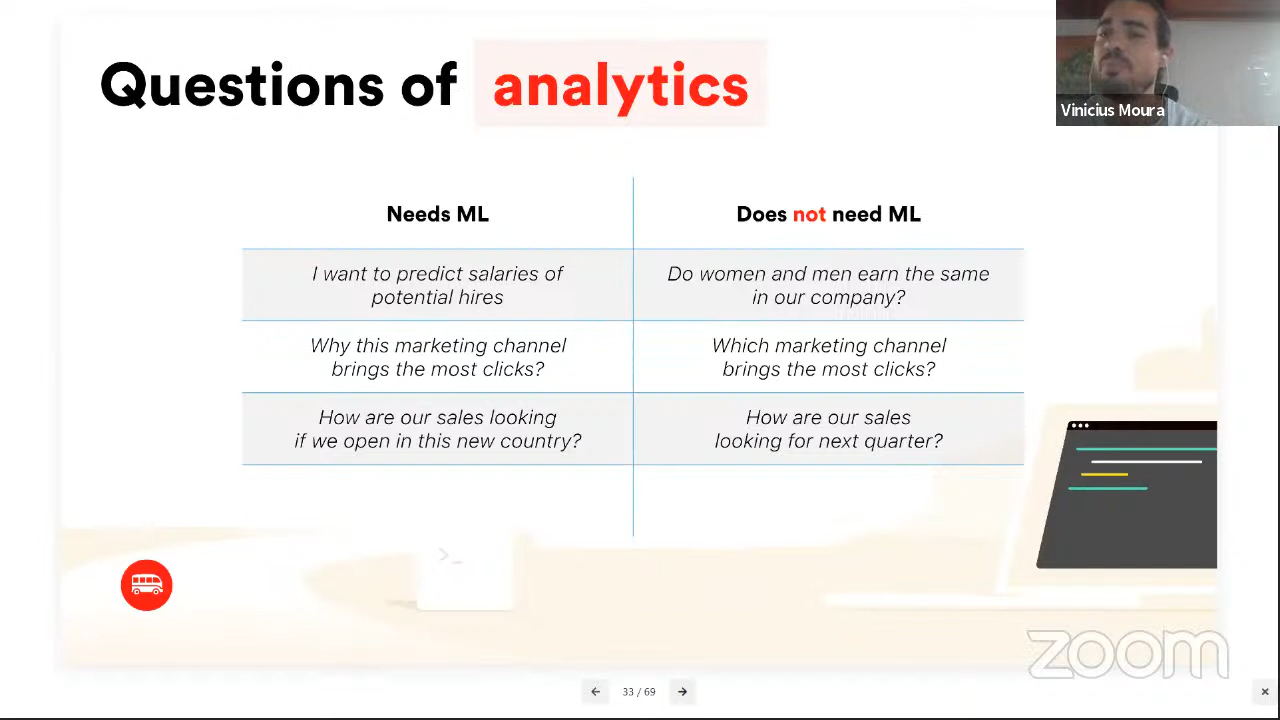 Questions of analytics
Vinicius Moura
Needs ML
Does not need ML
I want to predict salaries of
potential hires
Do women and men earn the same
in our company?
Why this marketing channel
brings the most clicks?
Which marketing channel
brings the most clicks?
How are our sales looking
if we open in this new country?
How are our sales
looking for next quarter?
>_
zoom
33 / 69